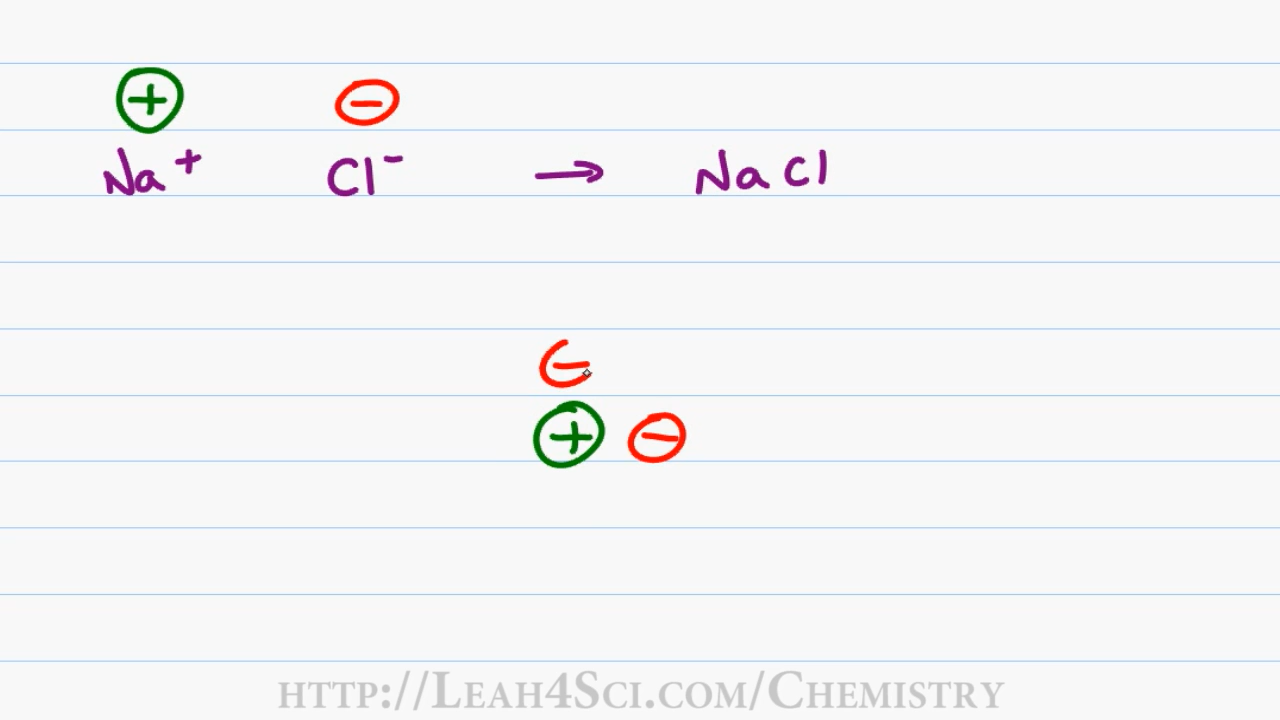 + −
Na⁺ Cl⁻ → NaCl
−
+ −
http://Leah4Sci.com/Chemistry